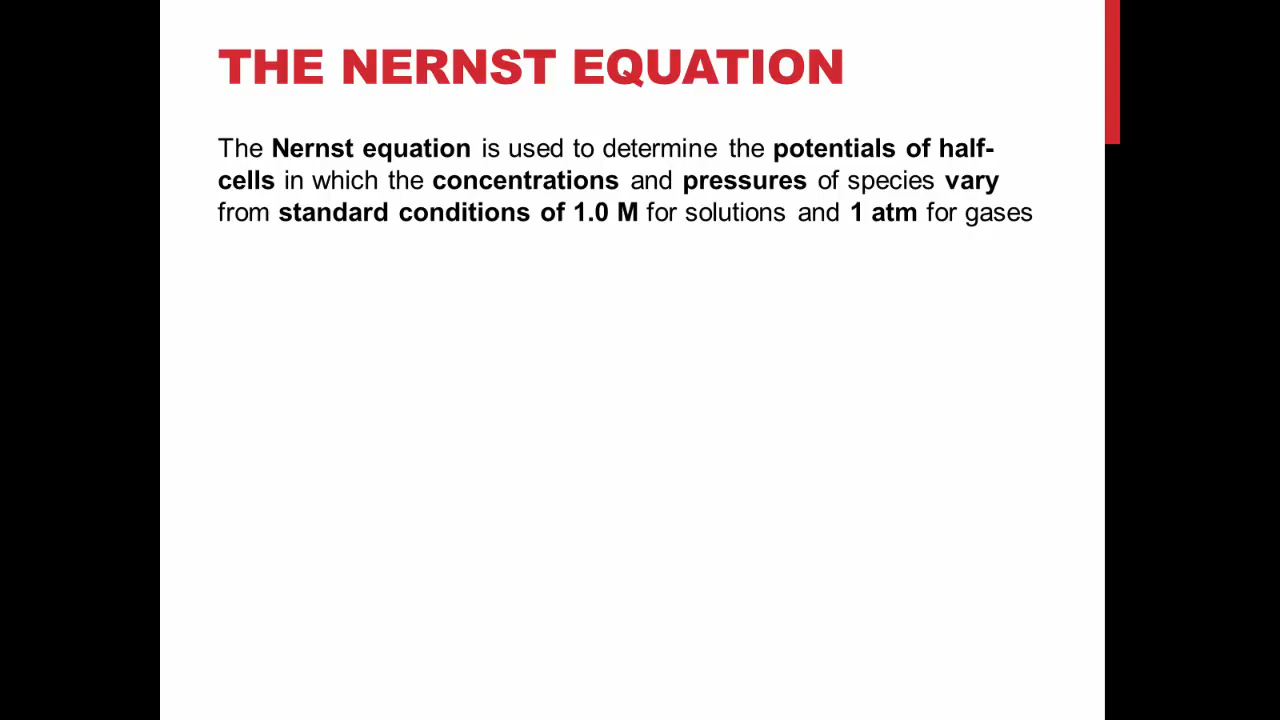 THE NERNST EQUATION
The Nernst equation is used to determine the potentials of half-
cells in which the concentrations and pressures of species vary
from standard conditions of 1.0 M for solutions and 1 atm for gases